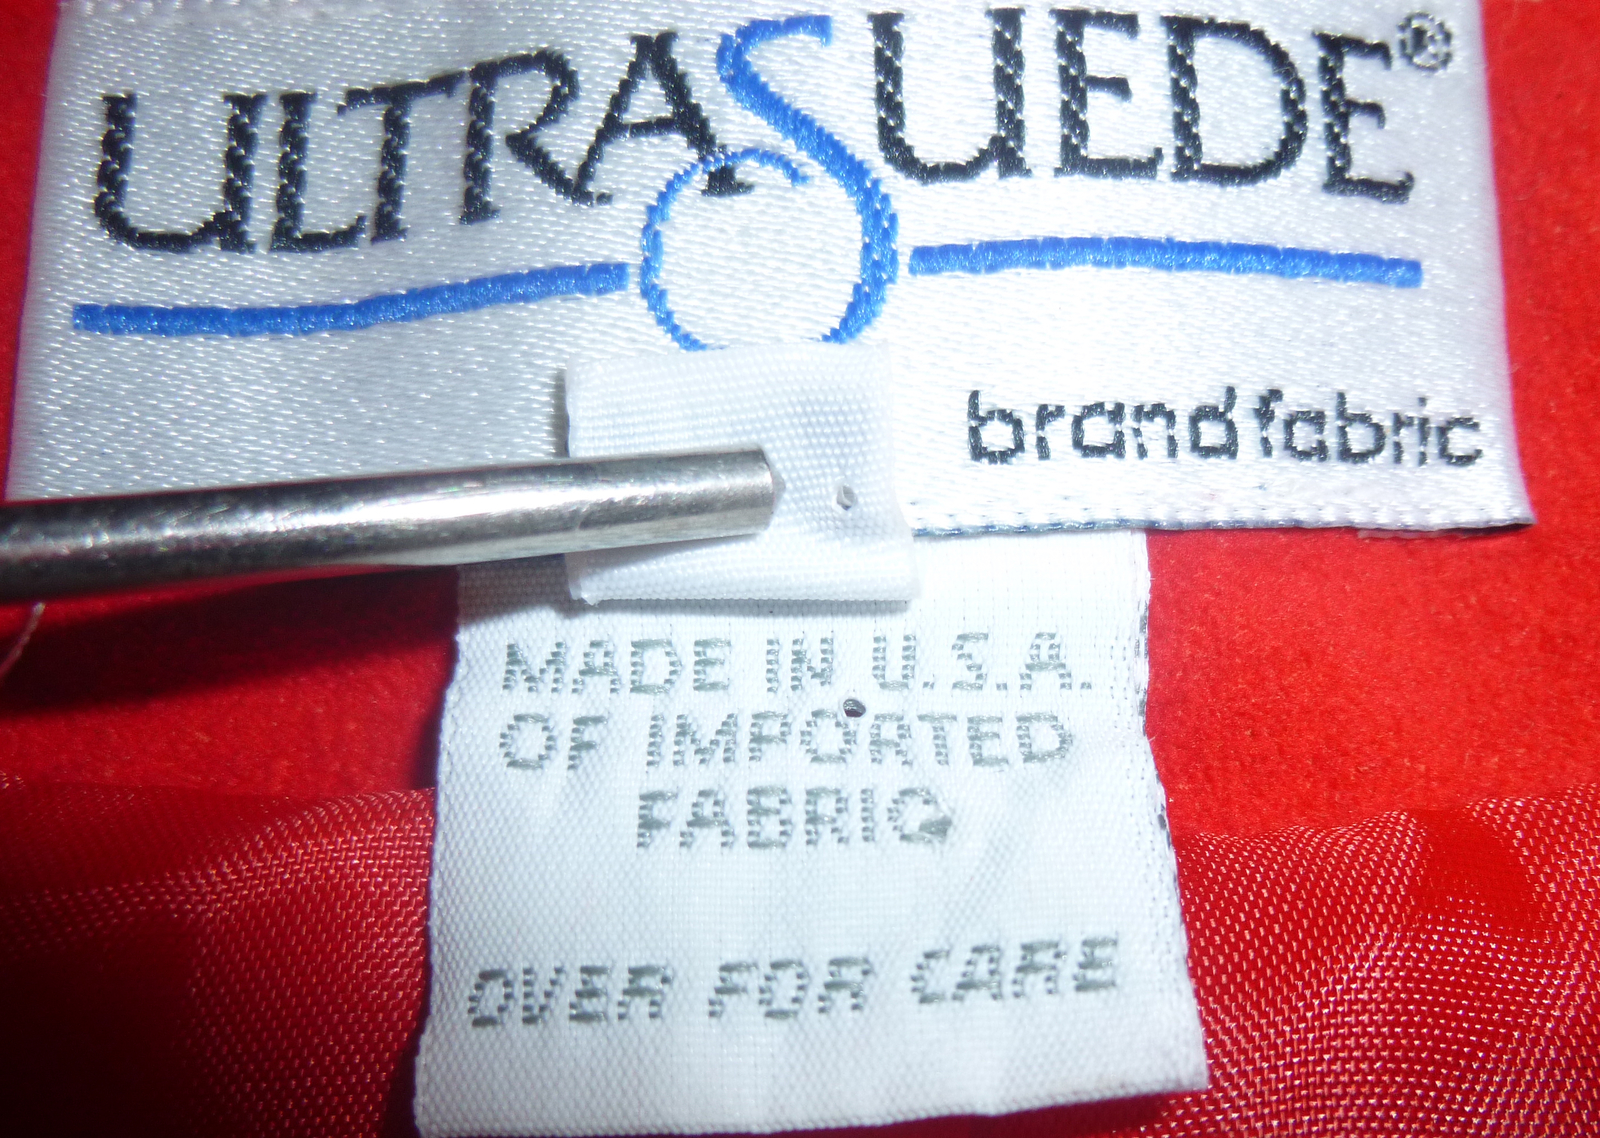 ULTRASUEDE®
brand fabric
MADE IN U.S.A.
OF IMPORTED
FABRIC
OVER FOR CARE